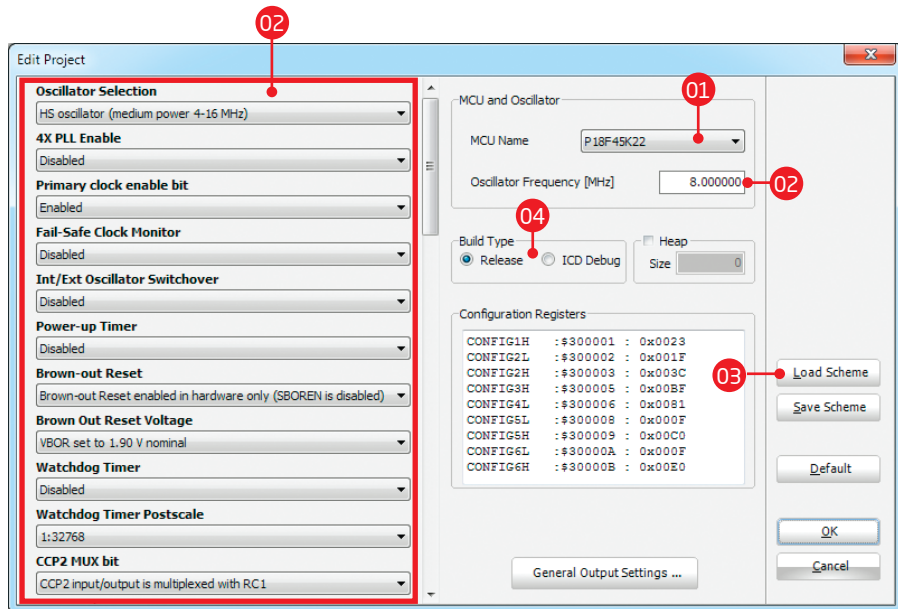 02
Edit Project
Oscillator Selection
HS oscillator (medium power 4-16 MHz)
4X PLL Enable
Disabled
Primary clock enable bit
Enabled
Fail-Safe Clock Monitor
Disabled
Int/Ext Oscillator Switchover
Disabled
Power-up Timer
Disabled
Brown-out Reset
Brown-out Reset enabled in hardware only (SBOREN is disabled)
Brown Out Reset Voltage
VBOR set to 1.90 V nominal
Watchdog Timer
Disabled
Watchdog Timer Postscale
1:32768
CCP2 MUX bit
CCP2 input/output is multiplexed with RC1
MCU and Oscillator
01
MCU Name P18F45K22
Oscillator Frequency [MHz] 8.000000
02
04
Build Type
Release ICD Debug
Heap
Size 0
Configuration Registers
CONFIG1H :$300001 : 0x0023
CONFIG2L :$300002 : 0x001F
CONFIG2H :$300003 : 0x003C
CONFIG3H :$300005 : 0x00BF
CONFIG4L :$300006 : 0x0081
CONFIG5L :$300008 : 0x000F
CONFIG5H :$300009 : 0x00C0
CONFIG6L :$30000A : 0x000F
CONFIG6H :$30000B : 0x00E0
General Output Settings ...
03
Load Scheme
Save Scheme
Default
OK
Cancel